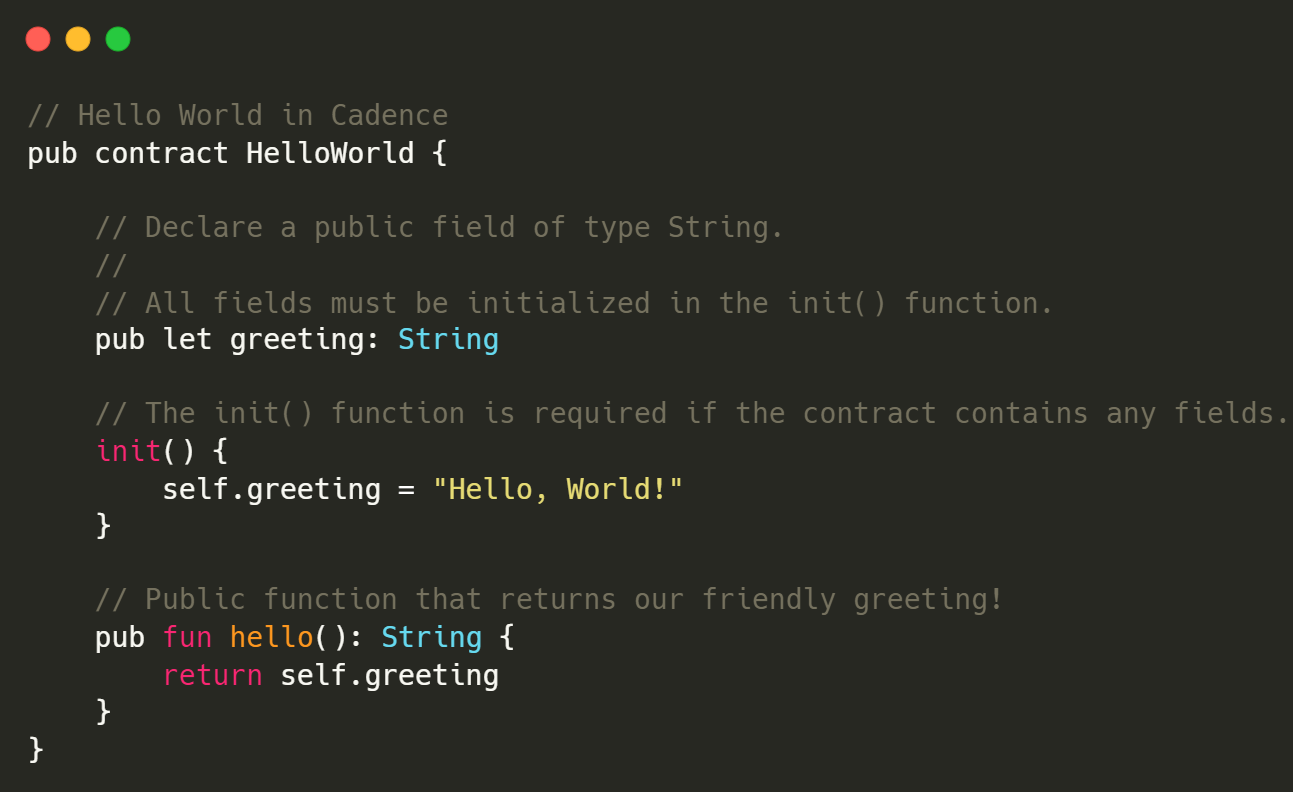 // Hello World in Cadence
pub contract HelloWorld {
    // Declare a public field of type String.
    //
    // All fields must be initialized in the init() function.
    pub let greeting: String
    // The init() function is required if the contract contains any fields.
    init() {
        self.greeting = "Hello, World!"
    }
    // Public function that returns our friendly greeting!
    pub fun hello(): String {
        return self.greeting
    }
}